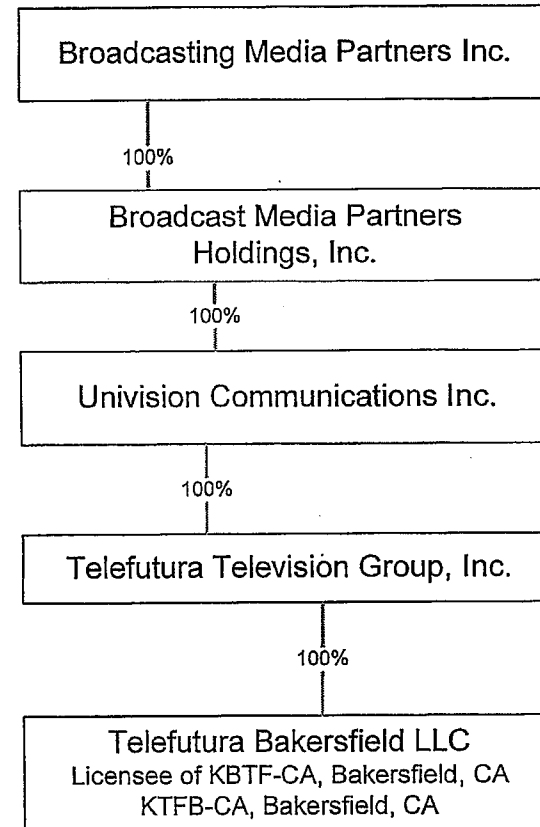 Broadcasting Media Partners Inc.
100%
Broadcast Media Partners
Holdings, Inc.
100%
Univision Communications Inc.
100%
Telefutura Television Group, Inc.
100%
Telefutura Bakersfield LLC
Licensee of KBTF-CA, Bakersfield, CA
KTFB-CA, Bakersfield, CA